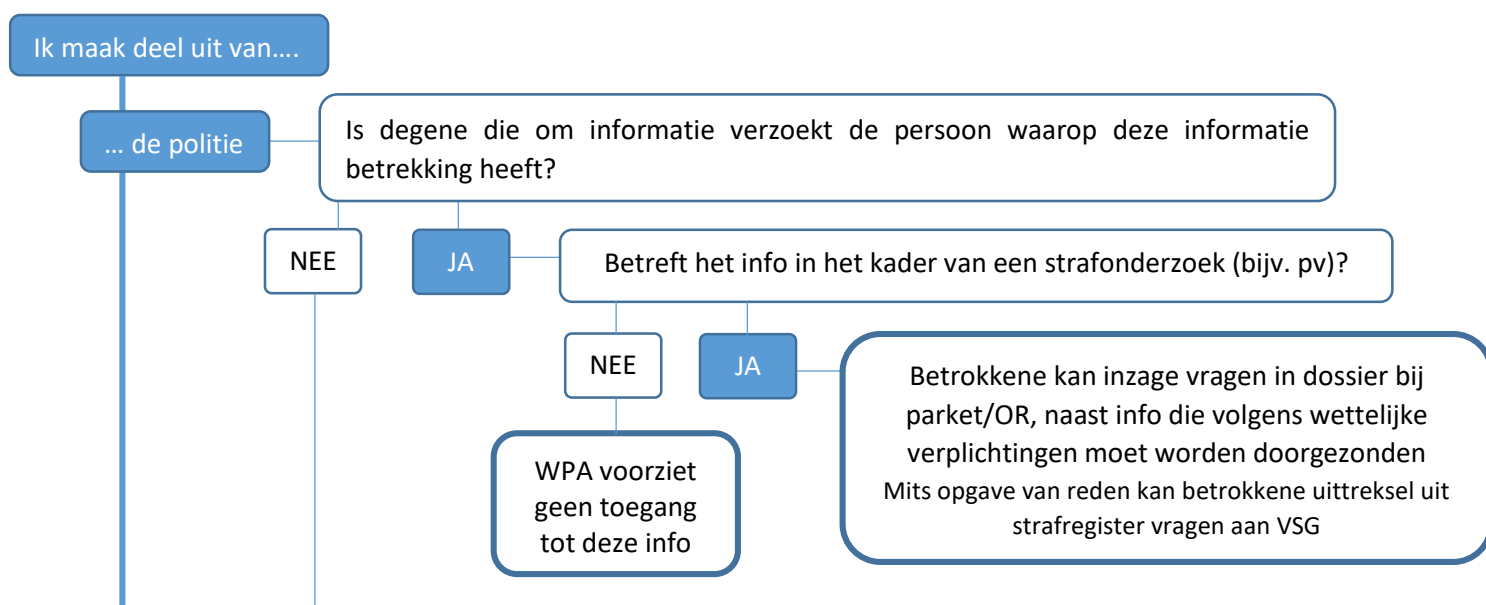 Ik maak deel uit van....
... de politie
Is degene die om informatie verzoekt de persoon waarop deze informatie
betrekking heeft?
NEE
JA
Betreft het info in het kader van een strafonderzoek (bijv. pv)?
NEE
JA
WPA voorziet
geen toegang
tot deze info
Betrokkene kan inzage vragen in dossier bij
parket/OR, naast info die volgens wettelijke
verplichtingen moet worden doorgezonden
Mits opgave van reden kan betrokkene uittreksel uit
strafregister vragen aan VSG